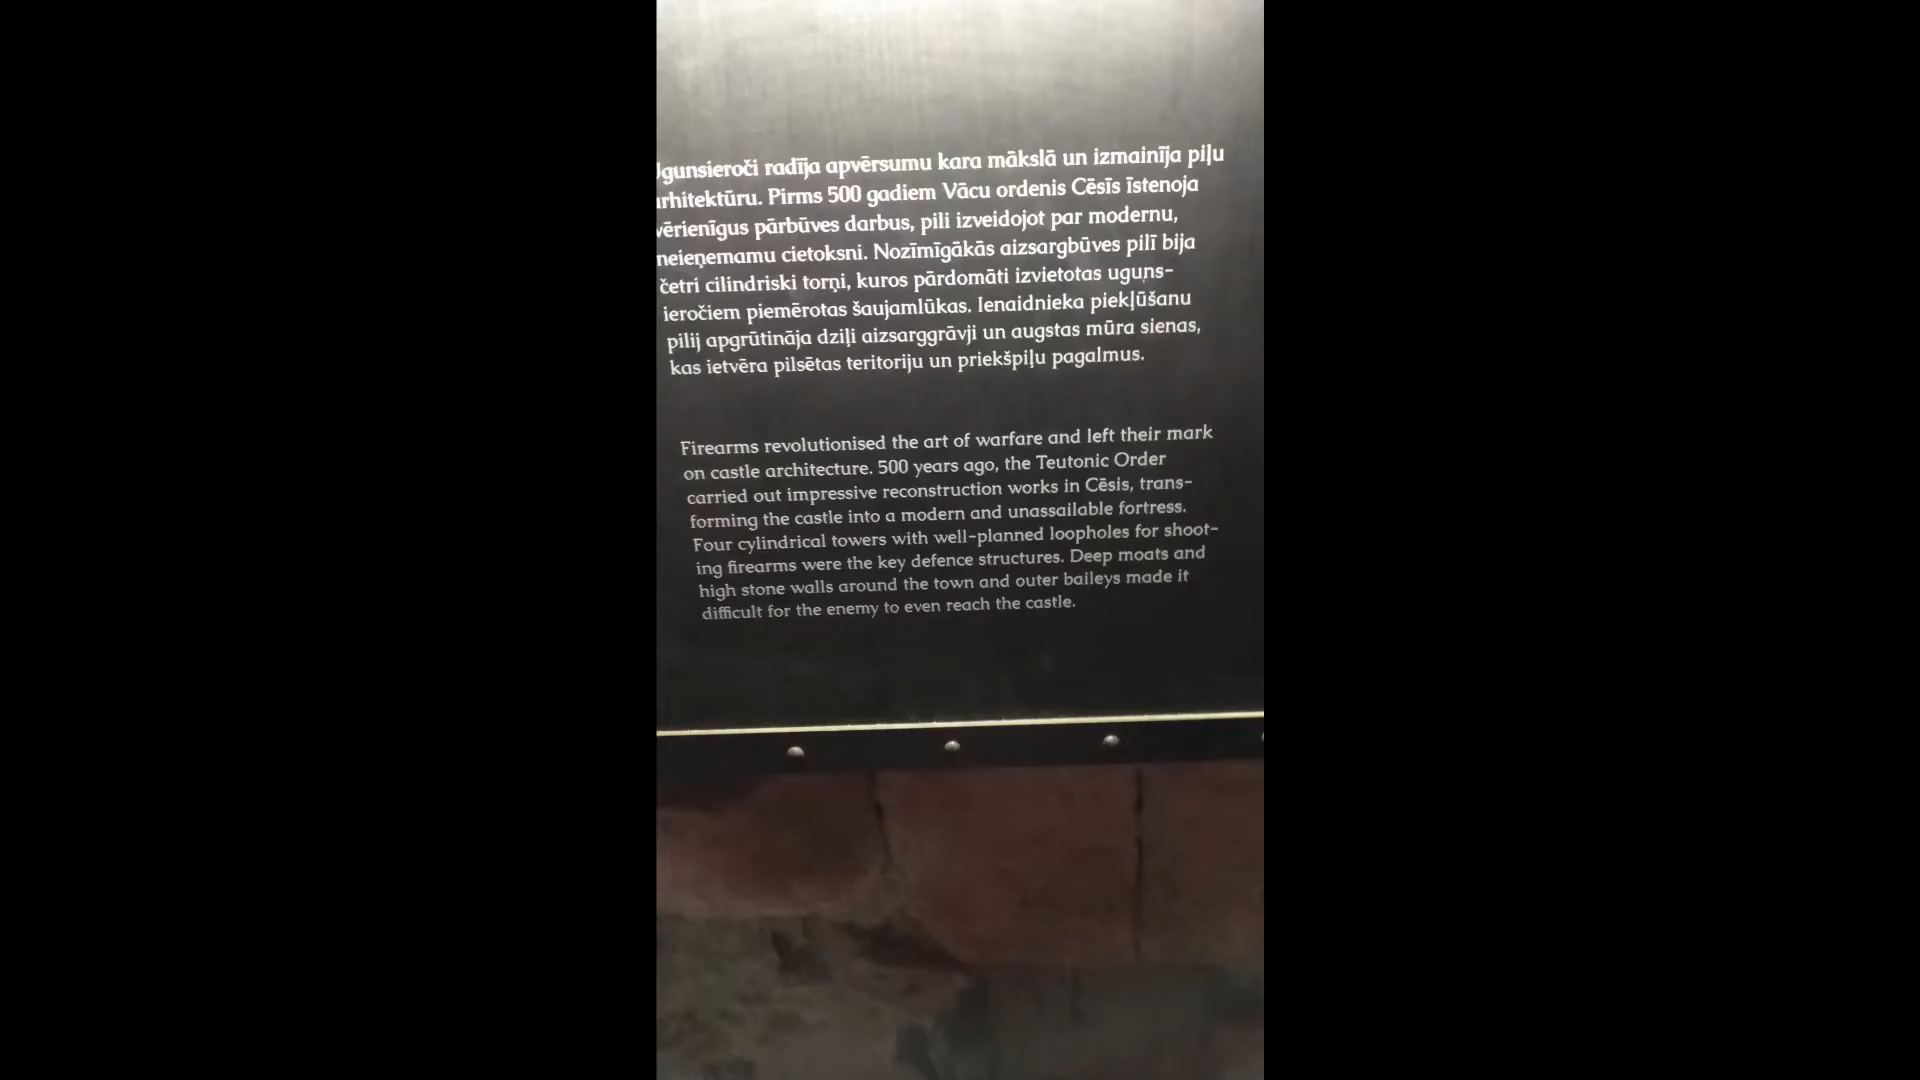 Ugunsieroči radīja apvērsumu kara mākslā un izmainīja piļu
arhitektūru. Pirms 500 gadiem Vācu ordenis Cēsīs īstenoja
vērienīgus pārbūves darbus, pili izveidojot par modernu,
neieņemamu cietoksni. Nozīmīgākās aizsargbūves pilī bija
četri cilindriski torņi, kuros pārdomāti izvietotas uguns-
ieročiem piemērotas šaujamlūkas. Ienaidnieka piekļūšanu
pilij apgrūtināja dziļi aizsarggrāvji un augstas mūra sienas,
kas ietvēra pilsētas teritoriju un priekšpiļu pagalmus.
Firearms revolutionised the art of warfare and left their mark
on castle architecture. 500 years ago, the Teutonic Order
carried out impressive reconstruction works in Cēsis, trans-
forming the castle into a modern and unassailable fortress.
Four cylindrical towers with well-planned loopholes for shoot-
ing firearms were the key defence structures. Deep moats and
high stone walls around the town and outer baileys made it
difficult for the enemy to even reach the castle.